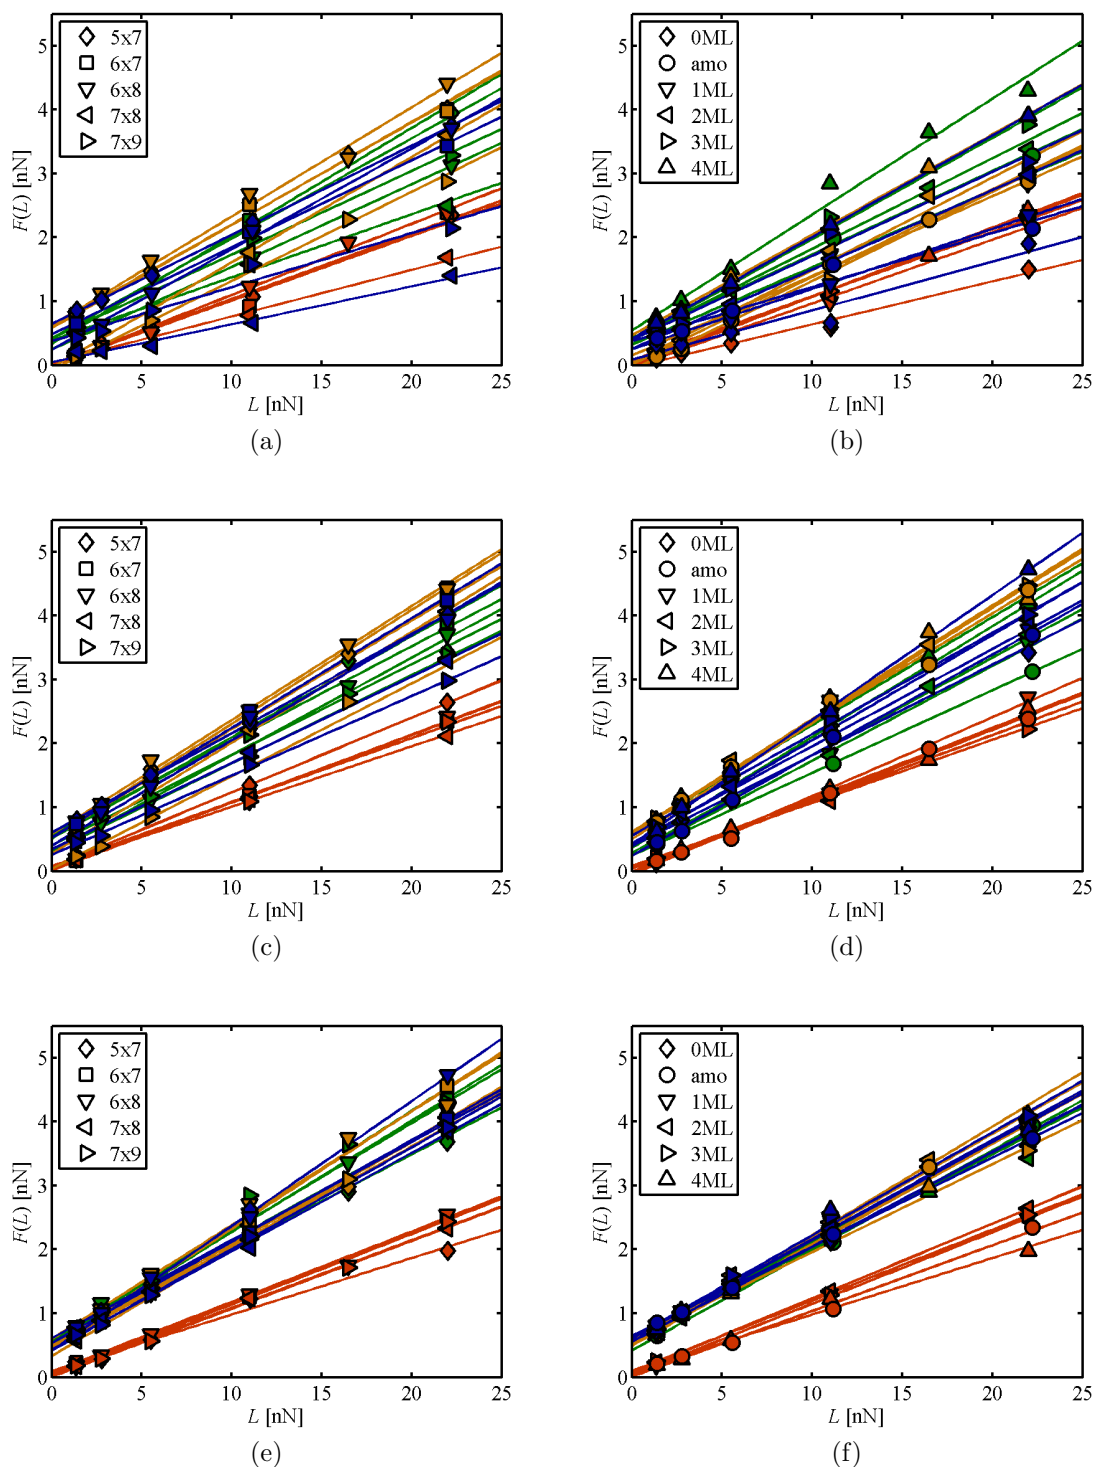 5
4
3
2
1
0
F(L) [nN]
5x7
6x7
6x8
7x8
7x9
0 5 10 15 20 25
L [nN]
(a)
5
4
3
2
1
0
F(L) [nN]
0ML
amo
1ML
2ML
3ML
4ML
0 5 10 15 20 25
L [nN]
(b)
5
4
3
2
1
0
F(L) [nN]
5x7
6x7
6x8
7x8
7x9
0 5 10 15 20 25
L [nN]
(c)
5
4
3
2
1
0
F(L) [nN]
0ML
amo
1ML
2ML
3ML
4ML
0 5 10 15 20 25
L [nN]
(d)
5
4
3
2
1
0
F(L) [nN]
5x7
6x7
6x8
7x8
7x9
0 5 10 15 20 25
L [nN]
(e)
5
4
3
2
1
0
F(L) [nN]
0ML
amo
1ML
2ML
3ML
4ML
0 5 10 15 20 25
L [nN]
(f)